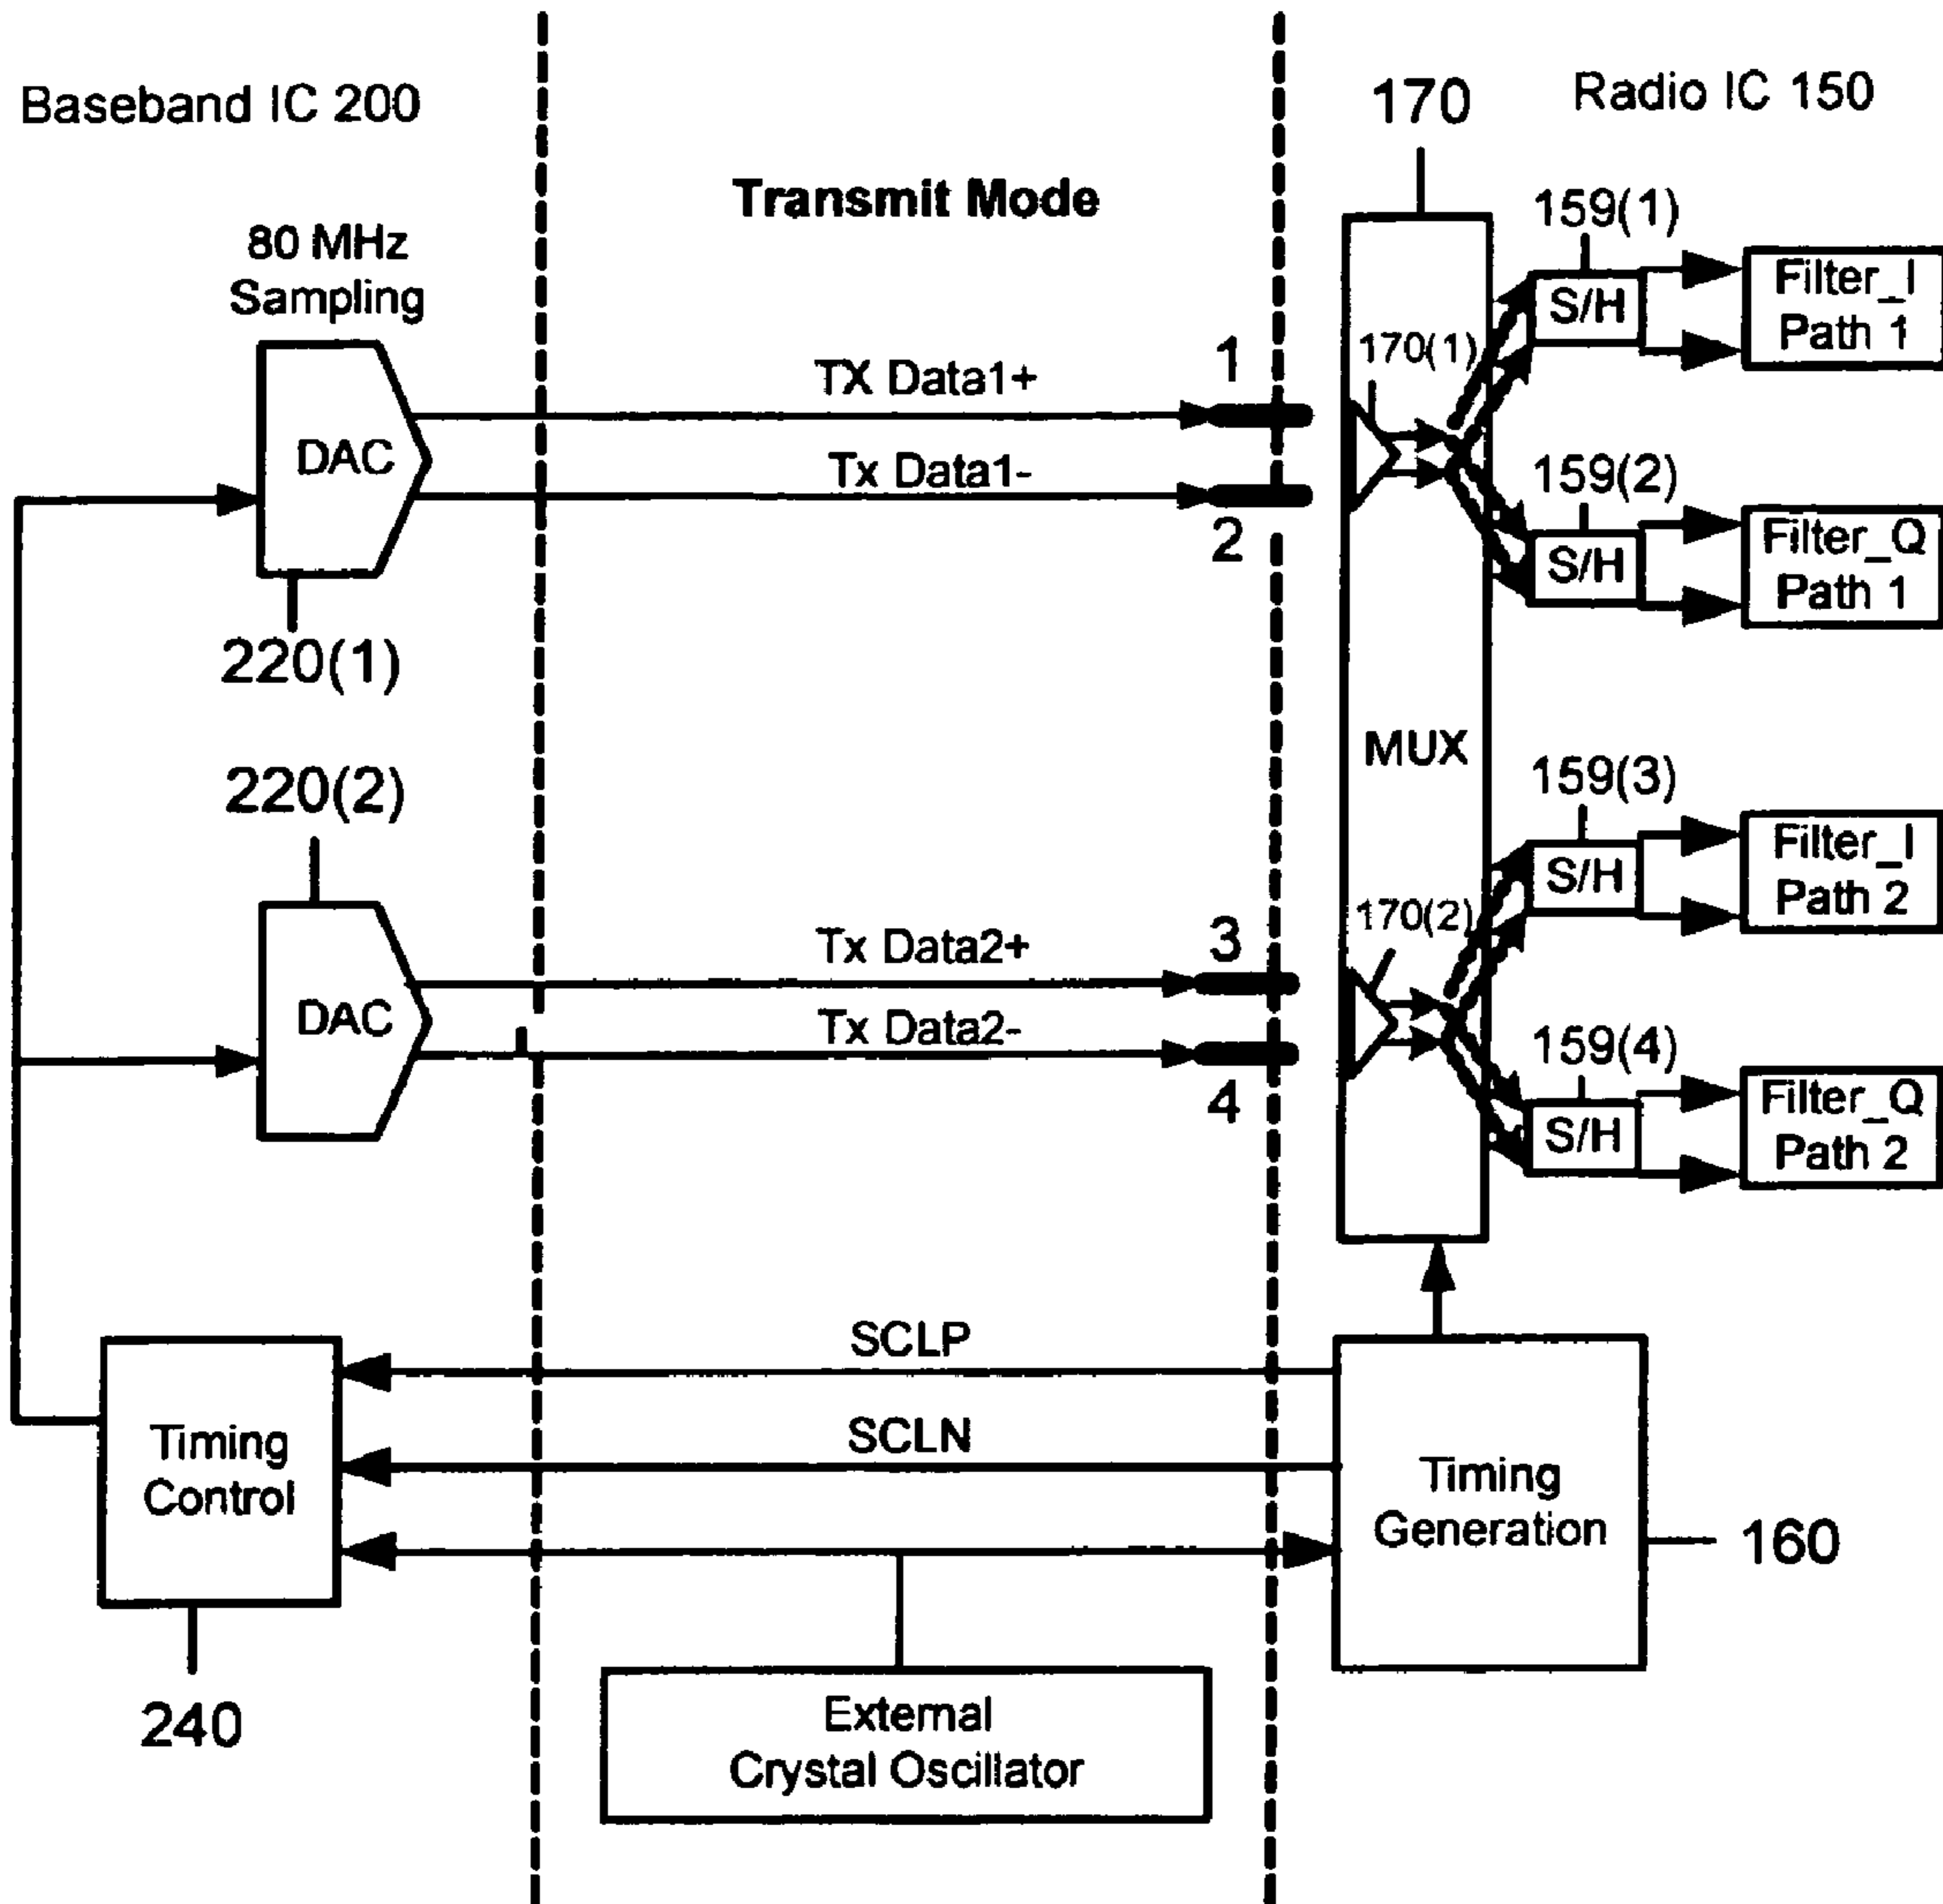 Baseband IC 200
170
Radio IC 150
Transmit Mode
80 MHz
Sampling
159(1)
S/H
Filter_I
Path 1
170(1)
1
TX Data1+
DAC
Tx Data1-
2
159(2)
S/H
Filter_Q
Path 1
220(1)
MUX
220(2)
159(3)
S/H
Filter_I
Path 2
170(2)
3
Tx Data2+
DAC
Tx Data2-
4
159(4)
S/H
Filter_Q
Path 2
SCLP
SCLN
Timing
Control
Timing
Generation
160
240
External
Crystal Oscillator